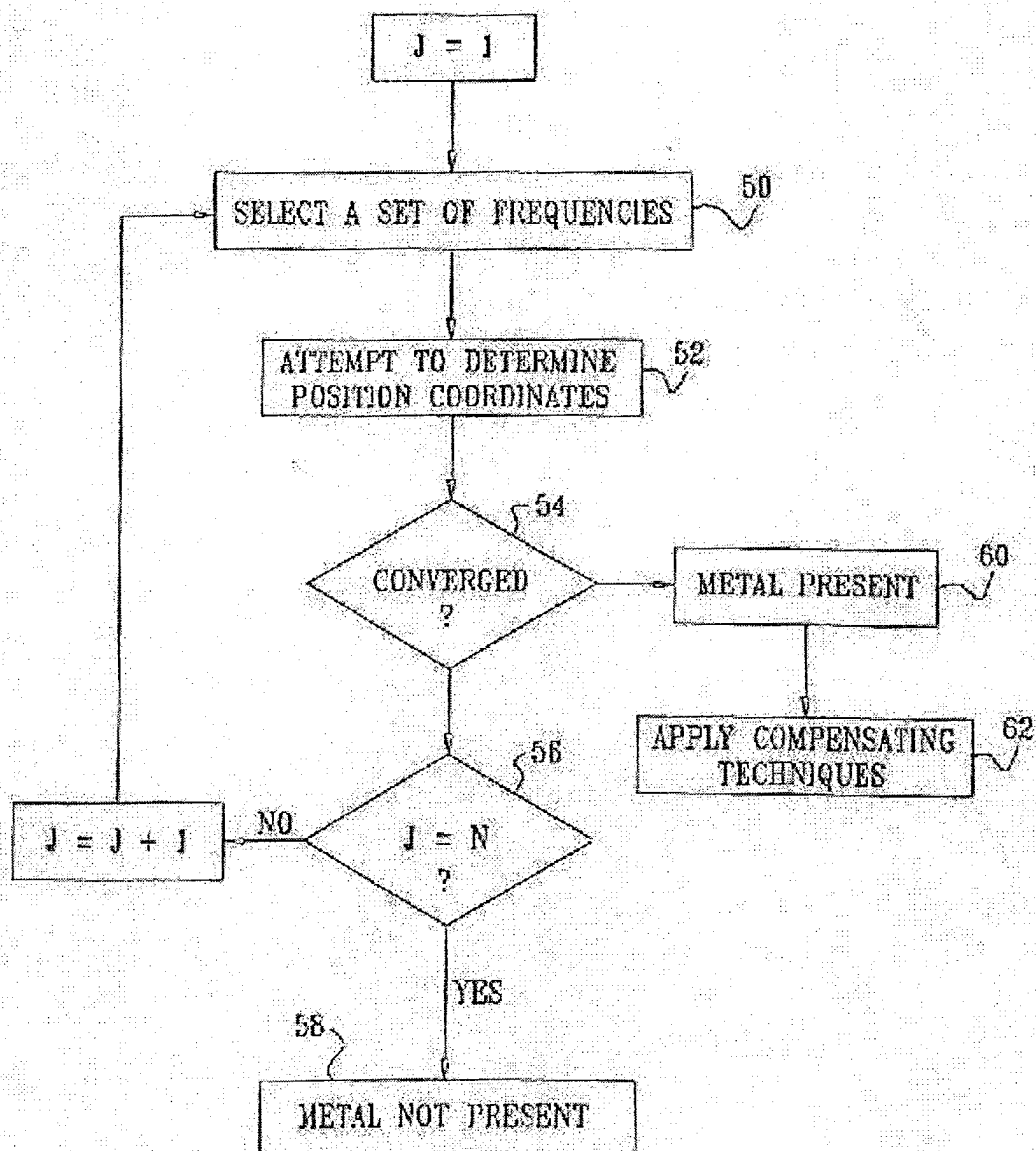 J = 1
SELECT A SET OF FREQUENCIES
50
ATTEMPT TO DETERMINE
POSITION COORDINATES
52
54
CONVERGED
?
METAL PRESENT
60
APPLY COMPENSATING
TECHNIQUES
62
56
J = N
?
NO
J = J + 1
YES
58
METAL NOT PRESENT